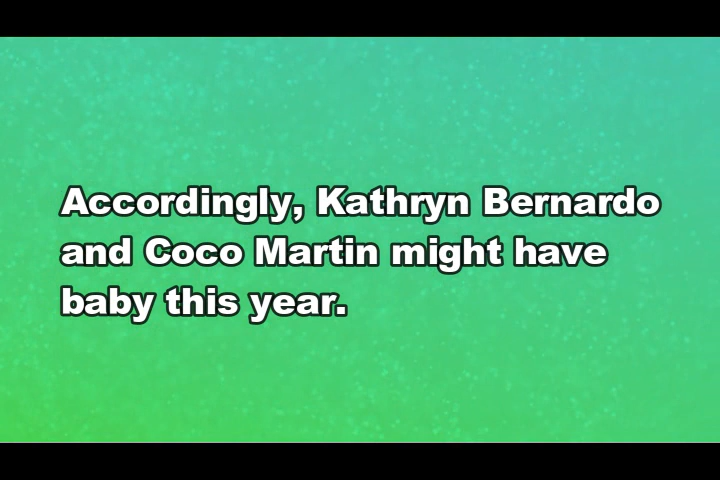 Accordingly, Kathryn Bernardo
and Coco Martin might have
baby this year.